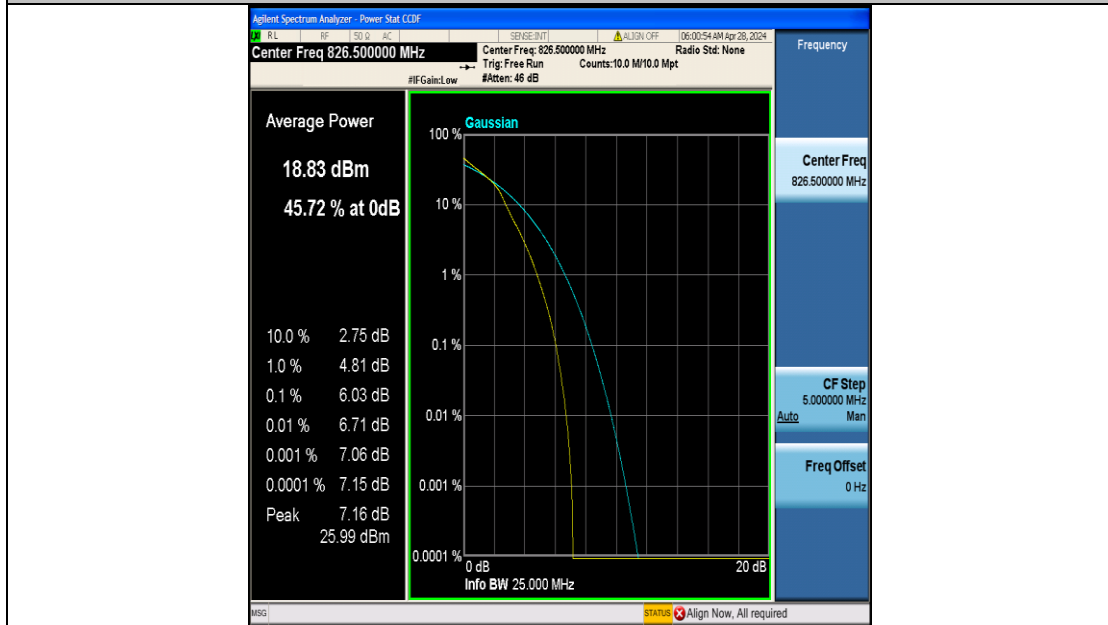 Agilent Spectrum Analyzer - Power Stat CCDF
RL RF 50 Ω AC SENSE:INT ALIGN OFF 06:00:54 AM Apr 28, 2024
Center Freq 826.500000 MHz
Center Freq: 826.500000 MHz Radio Std: None
Trig: Free Run Counts:10.0 M/10.0 Mpt
#IFGain:Low #Atten: 46 dB
Frequency
Average Power
18.83 dBm
45.72 % at 0dB
10.0 % 2.75 dB
1.0 % 4.81 dB
0.1 % 6.03 dB
0.01 % 6.71 dB
0.001 % 7.06 dB
0.0001 % 7.15 dB
Peak 7.16 dB
25.99 dBm
Gaussian
100 %
10 %
1 %
0.1 %
0.01 %
0.001 %
0.0001 %
0 dB 20 dB
Info BW 25.000 MHz
Center Freq
826.500000 MHz
CF Step
5.000000 MHz
Auto Man
Freq Offset
0 Hz
MSG STATUS Align Now, All required